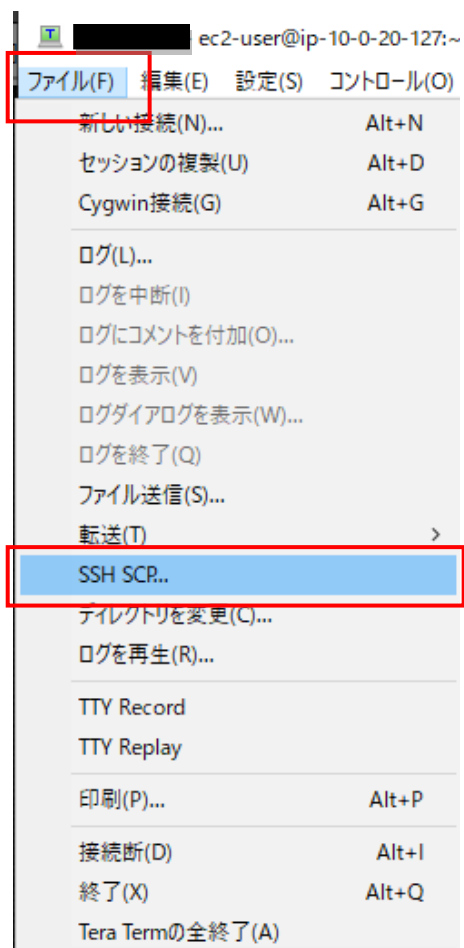 ec2-user@ip-10-0-20-127:~
ファイル(F) 編集(E) 設定(S) コントロール(O)
新しい接続(N)... Alt+N
セッションの複製(U) Alt+D
Cygwin接続(G) Alt+G
ログ(L)...
ログを中断(I)
ログにコメントを付加(O)...
ログを表示(V)
ログダイアログを表示(W)...
ログを終了(Q)
ファイル送信(S)...
転送(T) >
SSH SCP...
ディレクトリを変更(C)...
ログを再生(R)...
TTY Record
TTY Replay
印刷(P)... Alt+P
接続断(D) Alt+I
終了(X) Alt+Q
Tera Termの全終了(A)